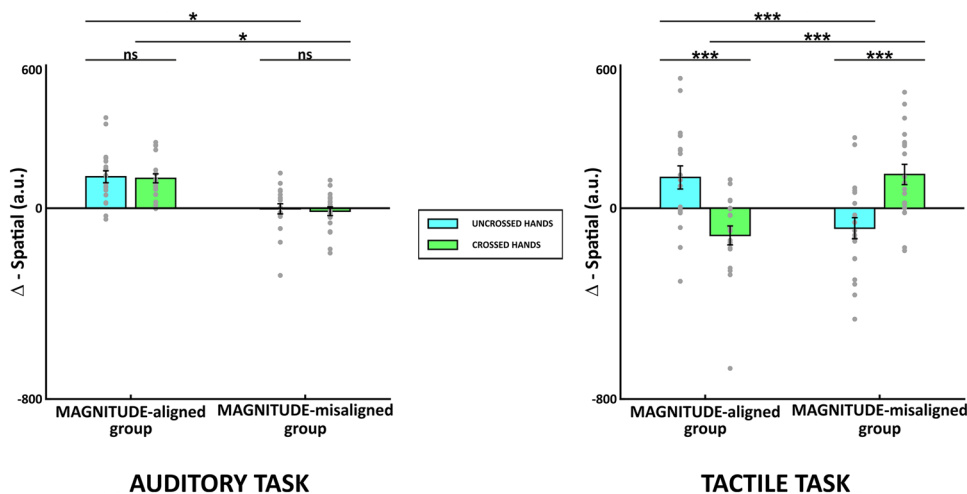 *
*
ns
ns
600
0
-800
Δ - Spatial (a.u.)
MAGNITUDE-aligned
group
MAGNITUDE-misaligned
group
AUDITORY TASK
UNCROSSED HANDS
CROSSED HANDS
***
***
***
***
600
0
-800
Δ - Spatial (a.u.)
MAGNITUDE-aligned
group
MAGNITUDE-misaligned
group
TACTILE TASK